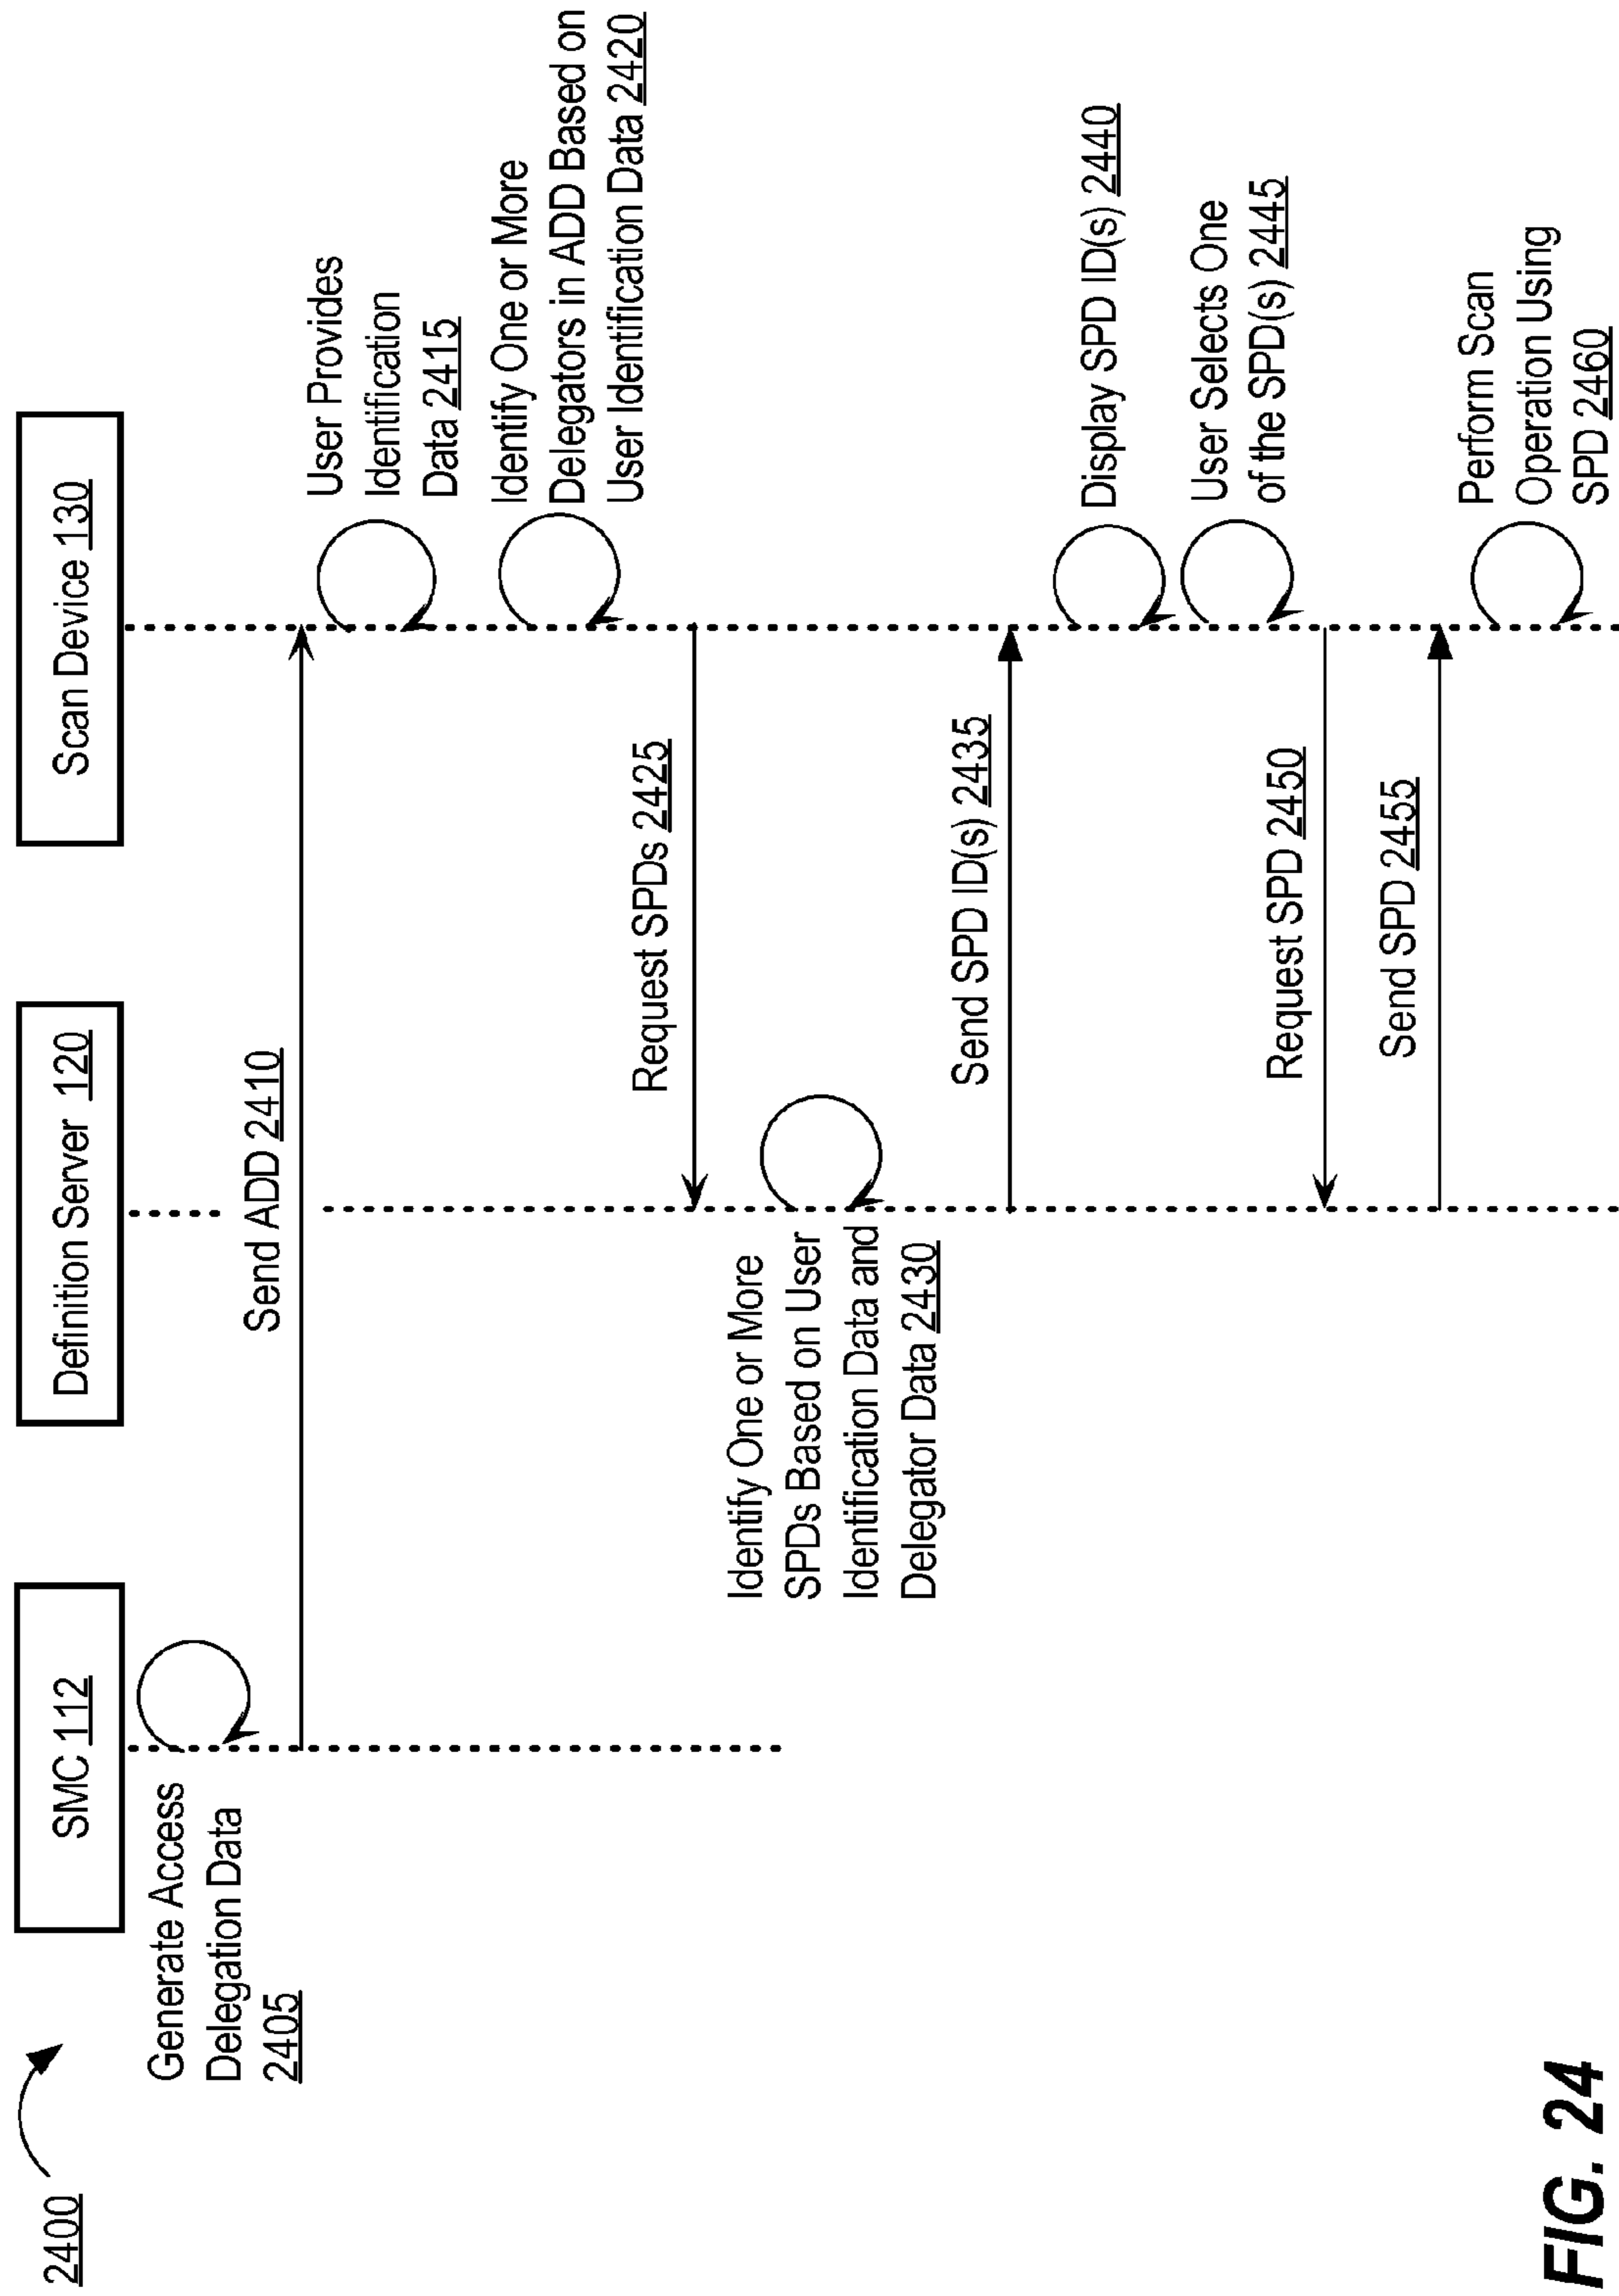 2400
SMC 112
Definition Server 120
Scan Device 130
Generate Access
Delegation Data
2405
Send ADD 2410
User Provides
Identification
Data 2415
Identify One or More
Delegators in ADD Based on
User Identification Data 2420
Request SPDs 2425
Identify One or More
SPDs Based on User
Identification Data and
Delegator Data 2430
Send SPD ID(s) 2435
Display SPD ID(s) 2440
User Selects One
of the SPD(s) 2445
Request SPD 2450
Send SPD 2455
Perform Scan
Operation Using
SPD 2460
FIG. 24